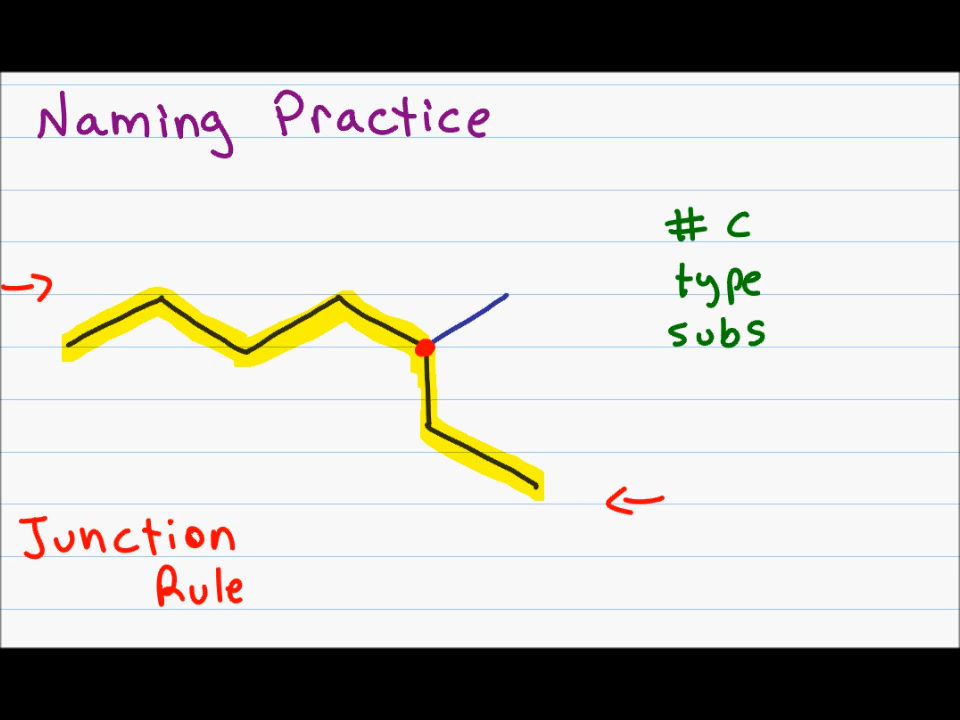 Naming Practice
# C
type
subs
Junction
Rule